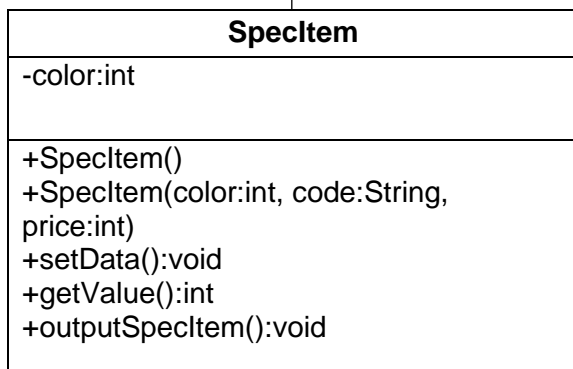 SpecItem
-color:int
+SpecItem()
+SpecItem(color:int, code:String,
price:int)
+setData():void
+getValue():int
+outputSpecItem():void